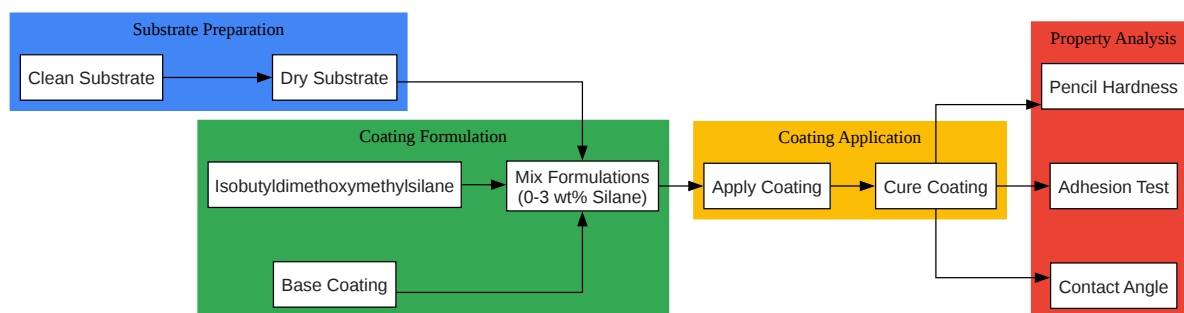 Substrate Preparation
Clean Substrate
Dry Substrate
Coating Formulation
Isobutyldimethoxymethylsilane
Mix Formulations
(0-3 wt% Silane)
Base Coating
Coating Application
Apply Coating
Cure Coating
Property Analysis
Pencil Hardness
Adhesion Test
Contact Angle